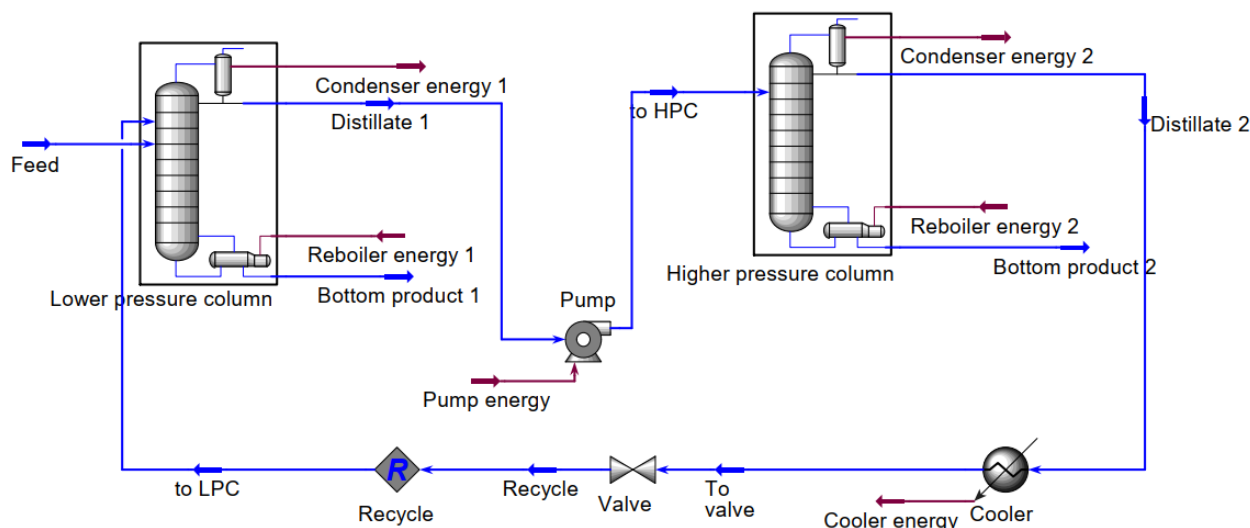 Condenser energy 1
Distillate 1
Feed
Reboiler energy 1
Bottom product 1
Lower pressure column
Pump
Pump energy
to HPC
Condenser energy 2
Distillate 2
Reboiler energy 2
Bottom product 2
Higher pressure column
to LPC
R
Recycle
Recycle
Valve
To
valve
Cooler energy
Cooler